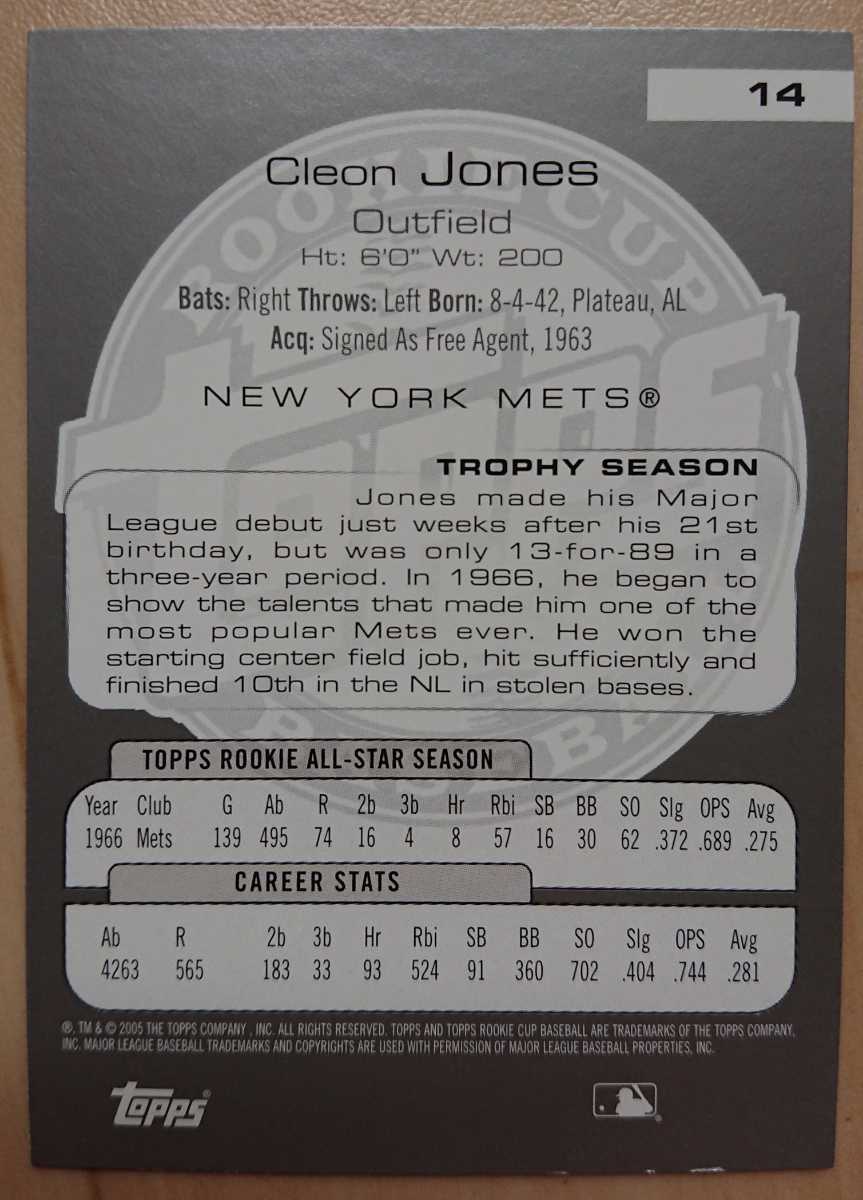 14
Cleon Jones
Outfield
Ht: 6'0" Wt: 200
Bats: Right Throws: Left Born: 8-4-42, Plateau, AL
Acq: Signed As Free Agent, 1963
NEW YORK METS®
ROOKIE CUP
TROPHY SEASON
Jones made his Major
League debut just weeks after his 21st
birthday, but was only 13-for-89 in a
three-year period. In 1966, he began to
show the talents that made him one of the
most popular Mets ever. He won the
starting center field job, hit sufficiently and
finished 10th in the NL in stolen bases.
TOPPS ROOKIE ALL-STAR SEASON
Year Club G Ab R 2b 3b Hr Rbi SB BB SO Slg OPS Avg
1966 Mets 139 495 74 16 4 8 57 16 30 62 .372 .689 .275
CAREER STATS
Ab R 2b 3b Hr Rbi SB BB SO Slg OPS Avg
4263 565 183 33 93 524 91 360 702 .404 .744 .281
®, TM & © 2005 THE TOPPS COMPANY, INC. ALL RIGHTS RESERVED. TOPPS AND TOPPS ROOKIE CUP BASEBALL ARE TRADEMARKS OF THE TOPPS COMPANY,
INC. MAJOR LEAGUE BASEBALL TRADEMARKS AND COPYRIGHTS ARE USED WITH PERMISSION OF MAJOR LEAGUE BASEBALL PROPERTIES, INC.
Topps®